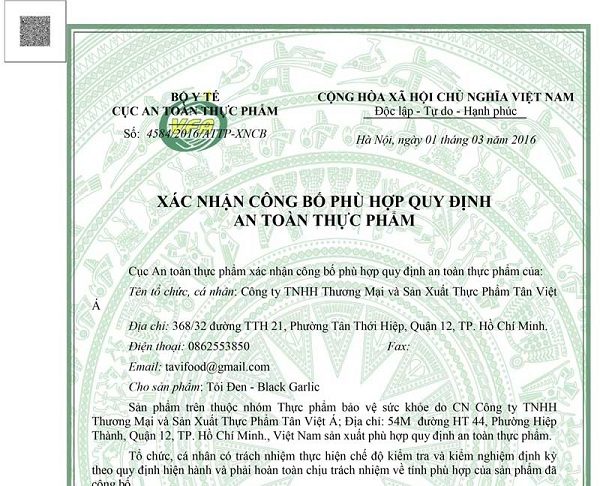 BỘ Y TẾ
CỤC AN TOÀN THỰC PHẨM
Số: 4584/2016/ATTP-XNCB
CỘNG HÒA XÃ HỘI CHỦ NGHĨA VIỆT NAM
Độc lập - Tự do - Hạnh phúc
Hà Nội, ngày 01 tháng 03 năm 2016
XÁC NHẬN CÔNG BỐ PHÙ HỢP QUY ĐỊNH
AN TOÀN THỰC PHẨM
Cục An toàn thực phẩm xác nhận công bố phù hợp quy định an toàn thực phẩm của:
Tên tổ chức, cá nhân: Công ty TNHH Thương Mại và Sản Xuất Thực Phẩm Tân Việt
Á
Địa chỉ: 368/32 đường TTH 21, Phường Tân Thới Hiệp, Quận 12, TP. Hồ Chí Minh.
Điện thoại: 0862553850 Fax:
Email: tavifood@gmail.com
Cho sản phẩm: Tỏi Đen - Black Garlic
Sản phẩm trên thuộc nhóm Thực phẩm bảo vệ sức khỏe do CN Công ty TNHH
Thương Mại và Sản Xuất Thực Phẩm Tân Việt Á; Địa chỉ: 54M đường HT 44, Phường Hiệp
Thành, Quận 12, TP. Hồ Chí Minh., Việt Nam sản xuất phù hợp quy định an toàn thực phẩm.
Tổ chức, cá nhân có trách nhiệm thực hiện chế độ kiểm tra và kiểm nghiệm định kỳ
theo quy định hiện hành và phải hoàn toàn chịu trách nhiệm về tính phù hợp của sản phẩm đã
công bố